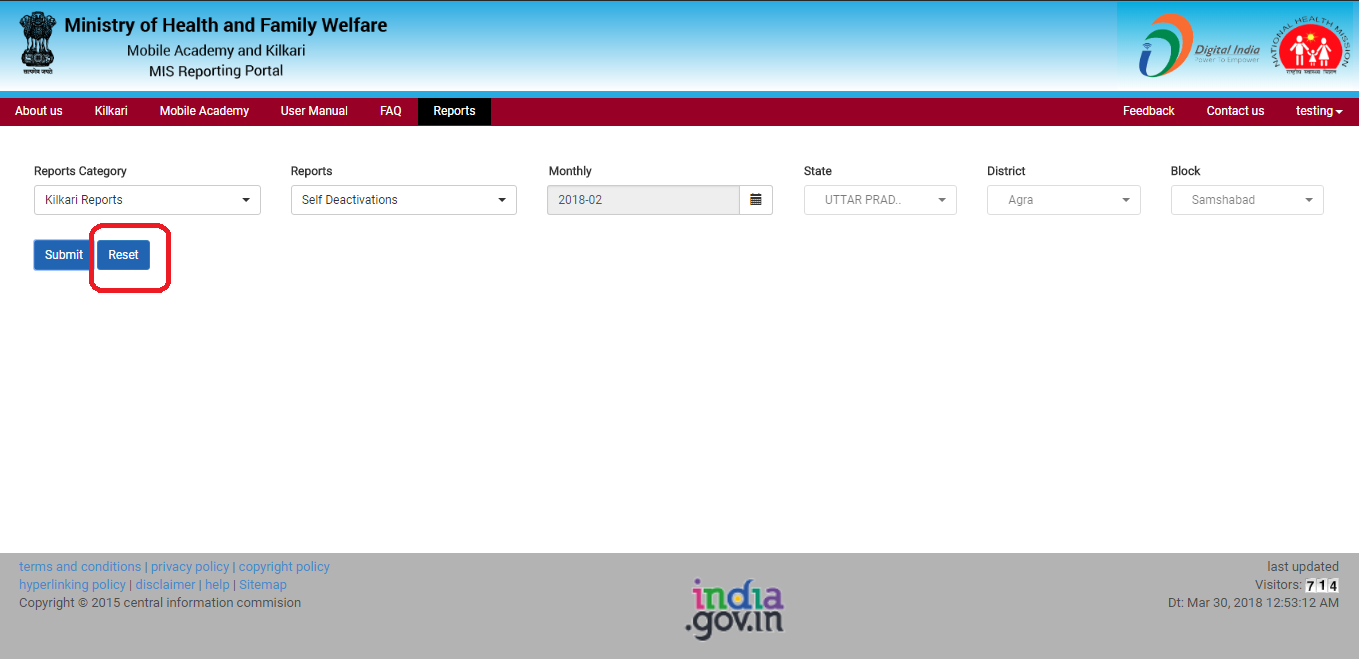 Ministry of Health and Family Welfare
Mobile Academy and Kilkari
MIS Reporting Portal
सत्यमेव जयते
Digital India
Power To Empower
NATIONAL HEALTH MISSION
राष्ट्रीय स्वास्थ्य मिशन
About us Kilkari Mobile Academy User Manual FAQ Reports Feedback Contact us testing
Reports Category Reports Monthly State District Block
Kilkari Reports Self Deactivations 2018-02 UTTAR PRAD.. Agra Samshabad
Submit Reset
terms and conditions | privacy policy | copyright policy
hyperlinking policy | disclaimer | help | Sitemap
Copyright © 2015 central information commision
india
.gov.in
last updated
Visitors: 714
Dt: Mar 30, 2018 12:53:12 AM